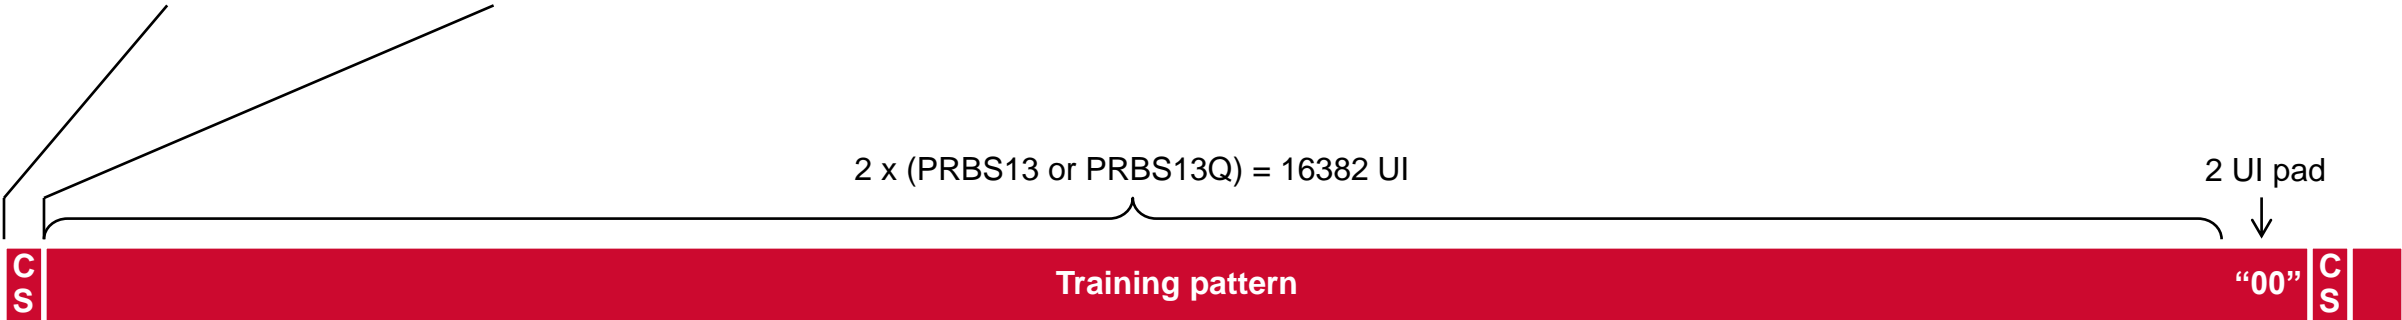 2 x (PRBS13 or PRBS13Q) = 16382 UI
2 UI pad
C
S
Training pattern
“00”
C
S